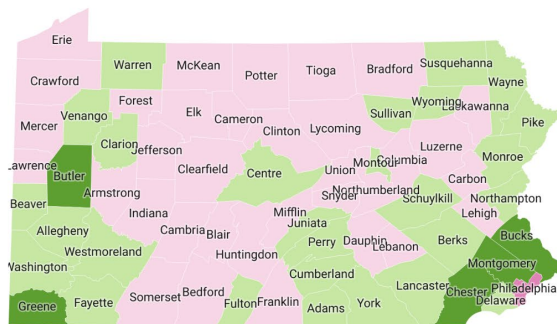 Erie
Warren
McKean
Potter
Tioga
Bradford
Susquehanna
Crawford
Wayne
Forest
Wyoming
Lackawanna
Venango
Elk
Cameron
Sullivan
Mercer
Clinton
Lycoming
Pike
Clarion
Jefferson
Luzerne
Monroe
Lawrence
Butler
Clearfield
Centre
Union
Montour
Columbia
Carbon
Armstrong
Snyder
Northumberland
Northampton
Beaver
Schuylkill
Lehigh
Indiana
Mifflin
Juniata
Allegheny
Cambria
Blair
Perry
Dauphin
Lebanon
Berks
Bucks
Westmoreland
Huntingdon
Montgomery
Washington
Cumberland
Somerset
Bedford
Lancaster
Chester
Philadelphia
Delaware
Greene
Fayette
Fulton
Franklin
Adams
York